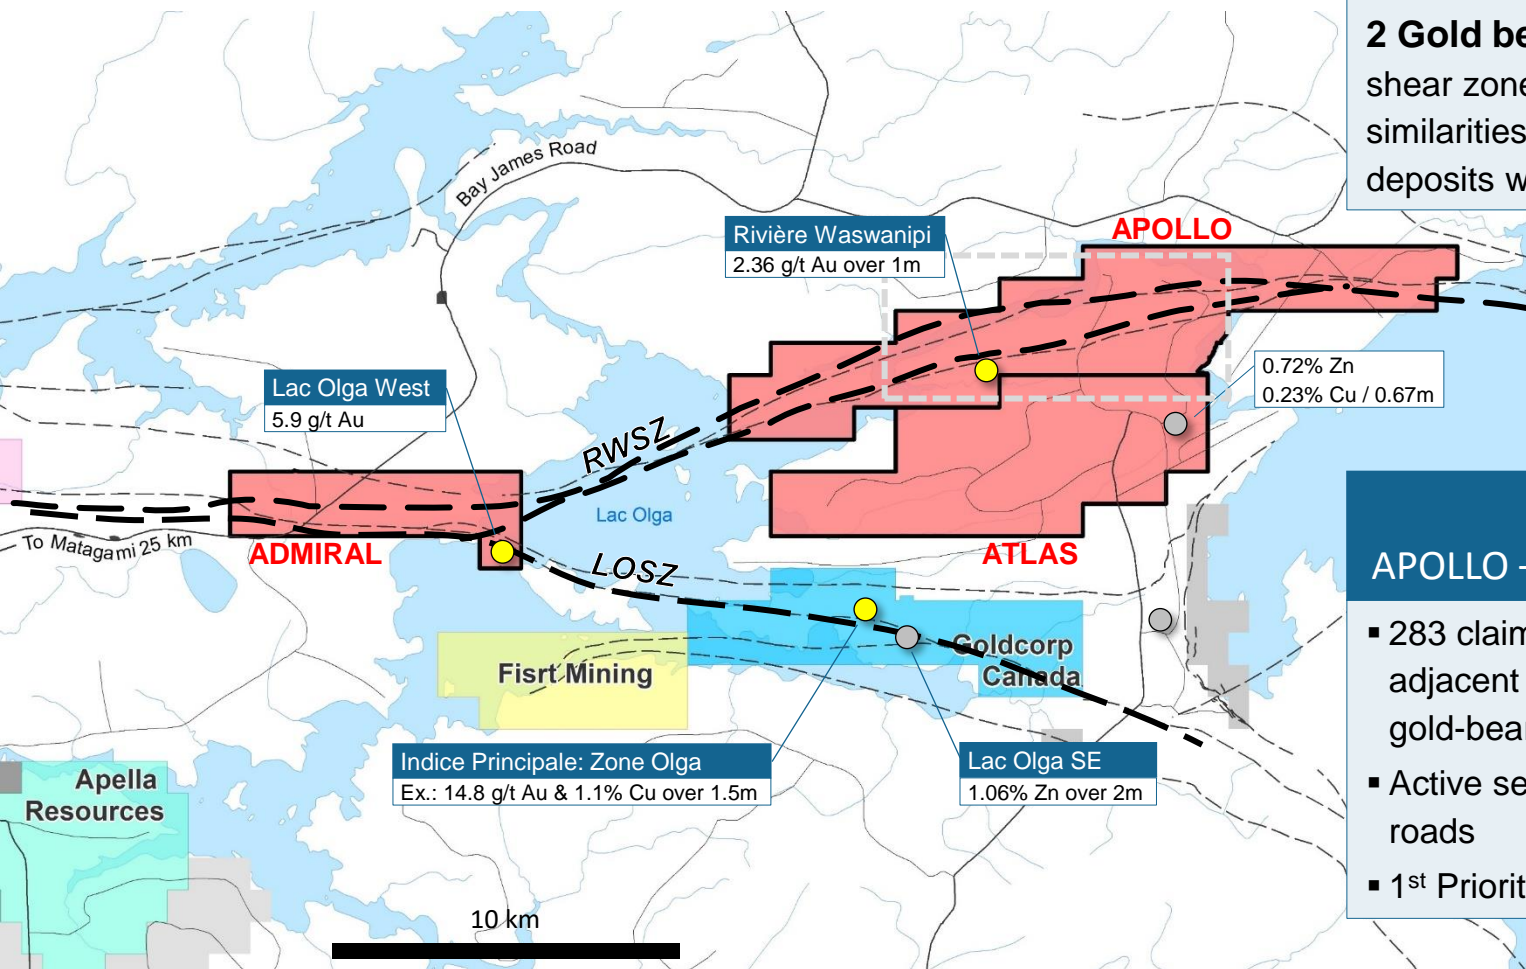 2 Gold be
shear zone
similarities
deposits w
Bay James Road
APOLLO
Rivière Waswanipi
2.36 g/t Au over 1m
0.72% Zn
0.23% Cu / 0.67m
Lac Olga West
5.9 g/t Au
RWSZ
Lac Olga
To Matagami 25 km
ADMIRAL
ATLAS
LOSZ
APOLLO -
Goldcorp
Canada
Fisrt Mining
▪ 283 claim
adjacent
gold-bear
Indice Principale: Zone Olga
Ex.: 14.8 g/t Au & 1.1% Cu over 1.5m
Lac Olga SE
1.06% Zn over 2m
Apella
Resources
▪ Active se
roads
▪ 1st Priorit
10 km